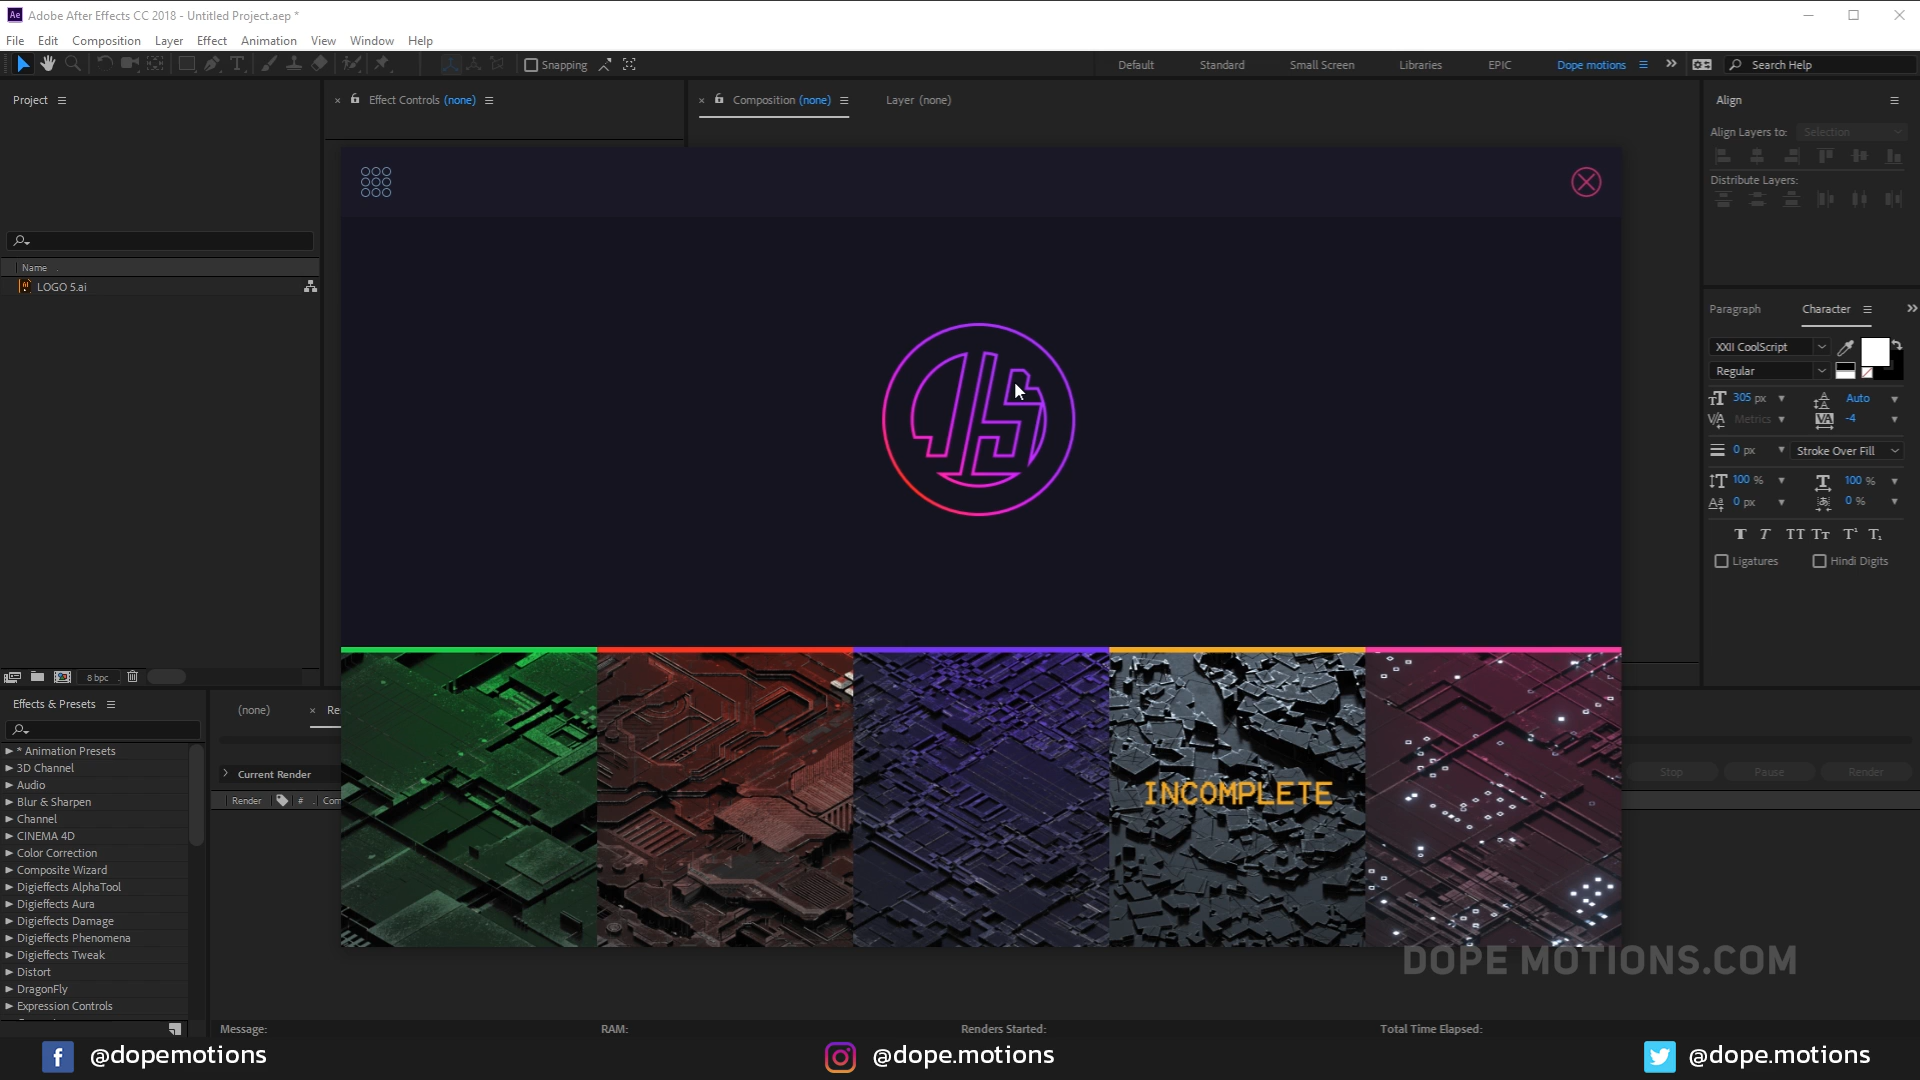 Ae Adobe After Effects CC 2018 - Untitled Project.aep *
File Edit Composition Layer Effect Animation View Window Help
Snapping Default Standard Small Screen Libraries EPIC Dope motions Search Help
Project Effect Controls (none) Composition (none) Layer (none) Align
Align Layers to: Selection
Distribute Layers:
Name
LOGO 5.ai
Paragraph Character
XXII CoolScript
Regular
305 px Auto
Metrics -4
0 px Stroke Over Fill
100 % 100 %
0 px 0 %
Ligatures Hindi Digits
8 bpc
Effects & Presets (none)
* Animation Presets
3D Channel
Audio
Blur & Sharpen
Channel
CINEMA 4D
Color Correction
Composite Wizard
Digieffects AlphaTool
Digieffects Aura
Digieffects Damage
Digieffects Phenomena
Digieffects Tweak
Distort
DragonFly
Expression Controls
Current Render Stop Pause Render
Render #
INCOMPLETE
DOPE MOTIONS.COM
Message: RAM: Renders Started: Total Time Elapsed:
@dopemotions @dope.motions @dope.motions